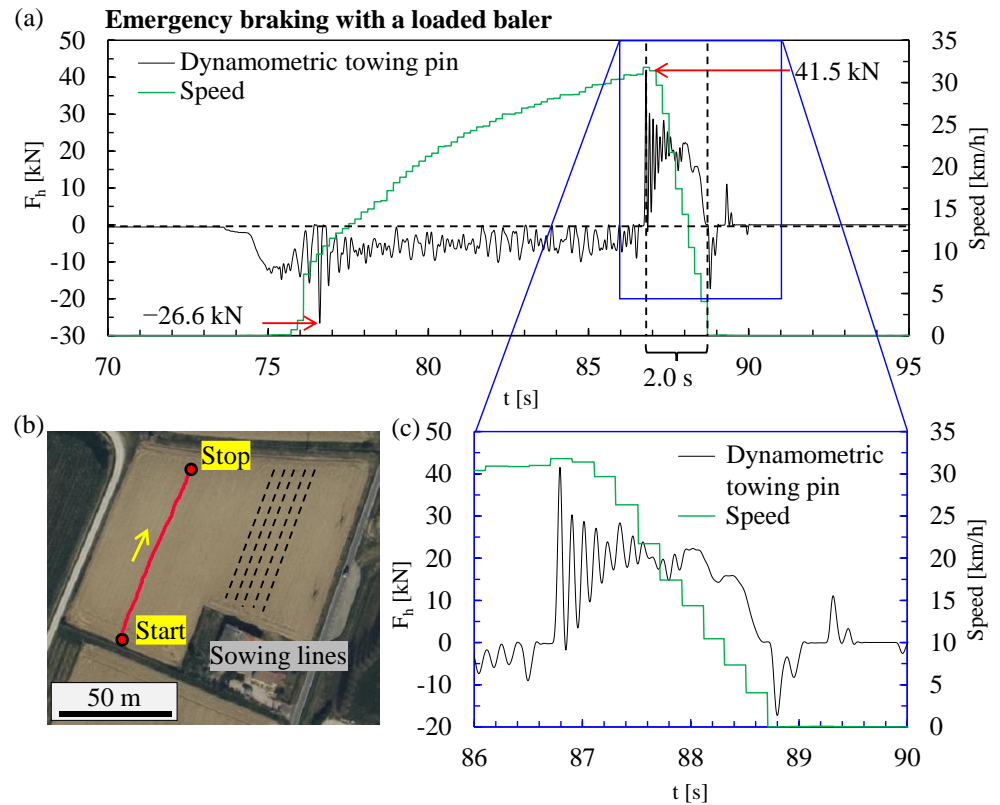 (a) Emergency braking with a loaded baler
50 40 30 20 10 0 -10 -20 -30
F_h [kN]
Dynamometric towing pin
Speed
41.5 kN
−26.6 kN
35 30 25 20 15 10 5 0
Speed [km/h]
70 75 80 85 90 95
2.0 s
t [s]
(b)
Stop
Start
Sowing lines
50 m
(c)
50 40 30 20 10 0 -10 -20
F_h [kN]
Dynamometric
towing pin
Speed
35 30 25 20 15 10 5 0
Speed [km/h]
86 87 88 89 90
t [s]